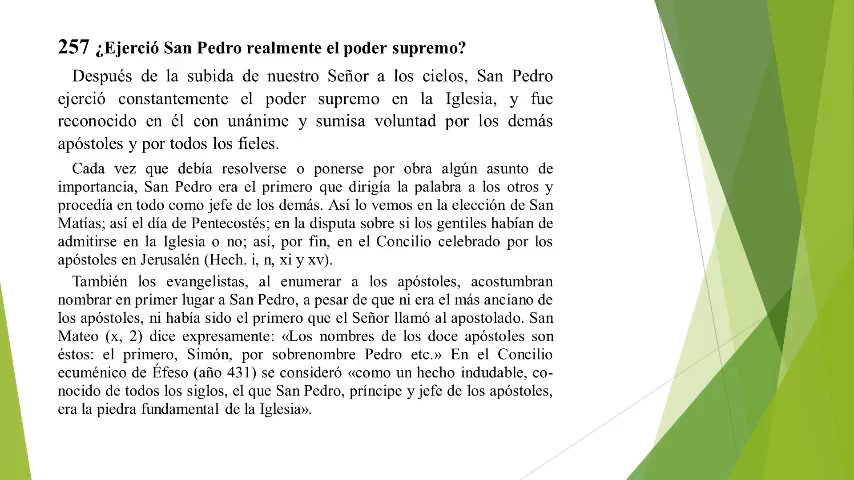 257 ¿Ejerció San Pedro realmente el poder supremo?
Después de la subida de nuestro Señor a los cielos, San Pedro
ejerció constantemente el poder supremo en la Iglesia, y fue
reconocido en él con unánime y sumisa voluntad por los demás
apóstoles y por todos los fieles.
Cada vez que debía resolverse o ponerse por obra algún asunto de
importancia, San Pedro era el primero que dirigía la palabra a los otros y
procedía en todo como jefe de los demás. Así lo vemos en la elección de San
Matías; así el día de Pentecostés; en la disputa sobre si los gentiles habían de
admitirse en la Iglesia o no; así, por fin, en el Concilio celebrado por los
apóstoles en Jerusalén (Hech. i, n, xi y xv).
También los evangelistas, al enumerar a los apóstoles, acostumbran
nombrar en primer lugar a San Pedro, a pesar de que ni era el más anciano de
los apóstoles, ni había sido el primero que el Señor llamó al apostolado. San
Mateo (x, 2) dice expresamente: «Los nombres de los doce apóstoles son
éstos: el primero, Simón, por sobrenombre Pedro etc.» En el Concilio
ecuménico de Éfeso (año 431) se consideró «como un hecho indudable, co-
nocido de todos los siglos, el que San Pedro, príncipe y jefe de los apóstoles,
era la piedra fundamental de la Iglesia».